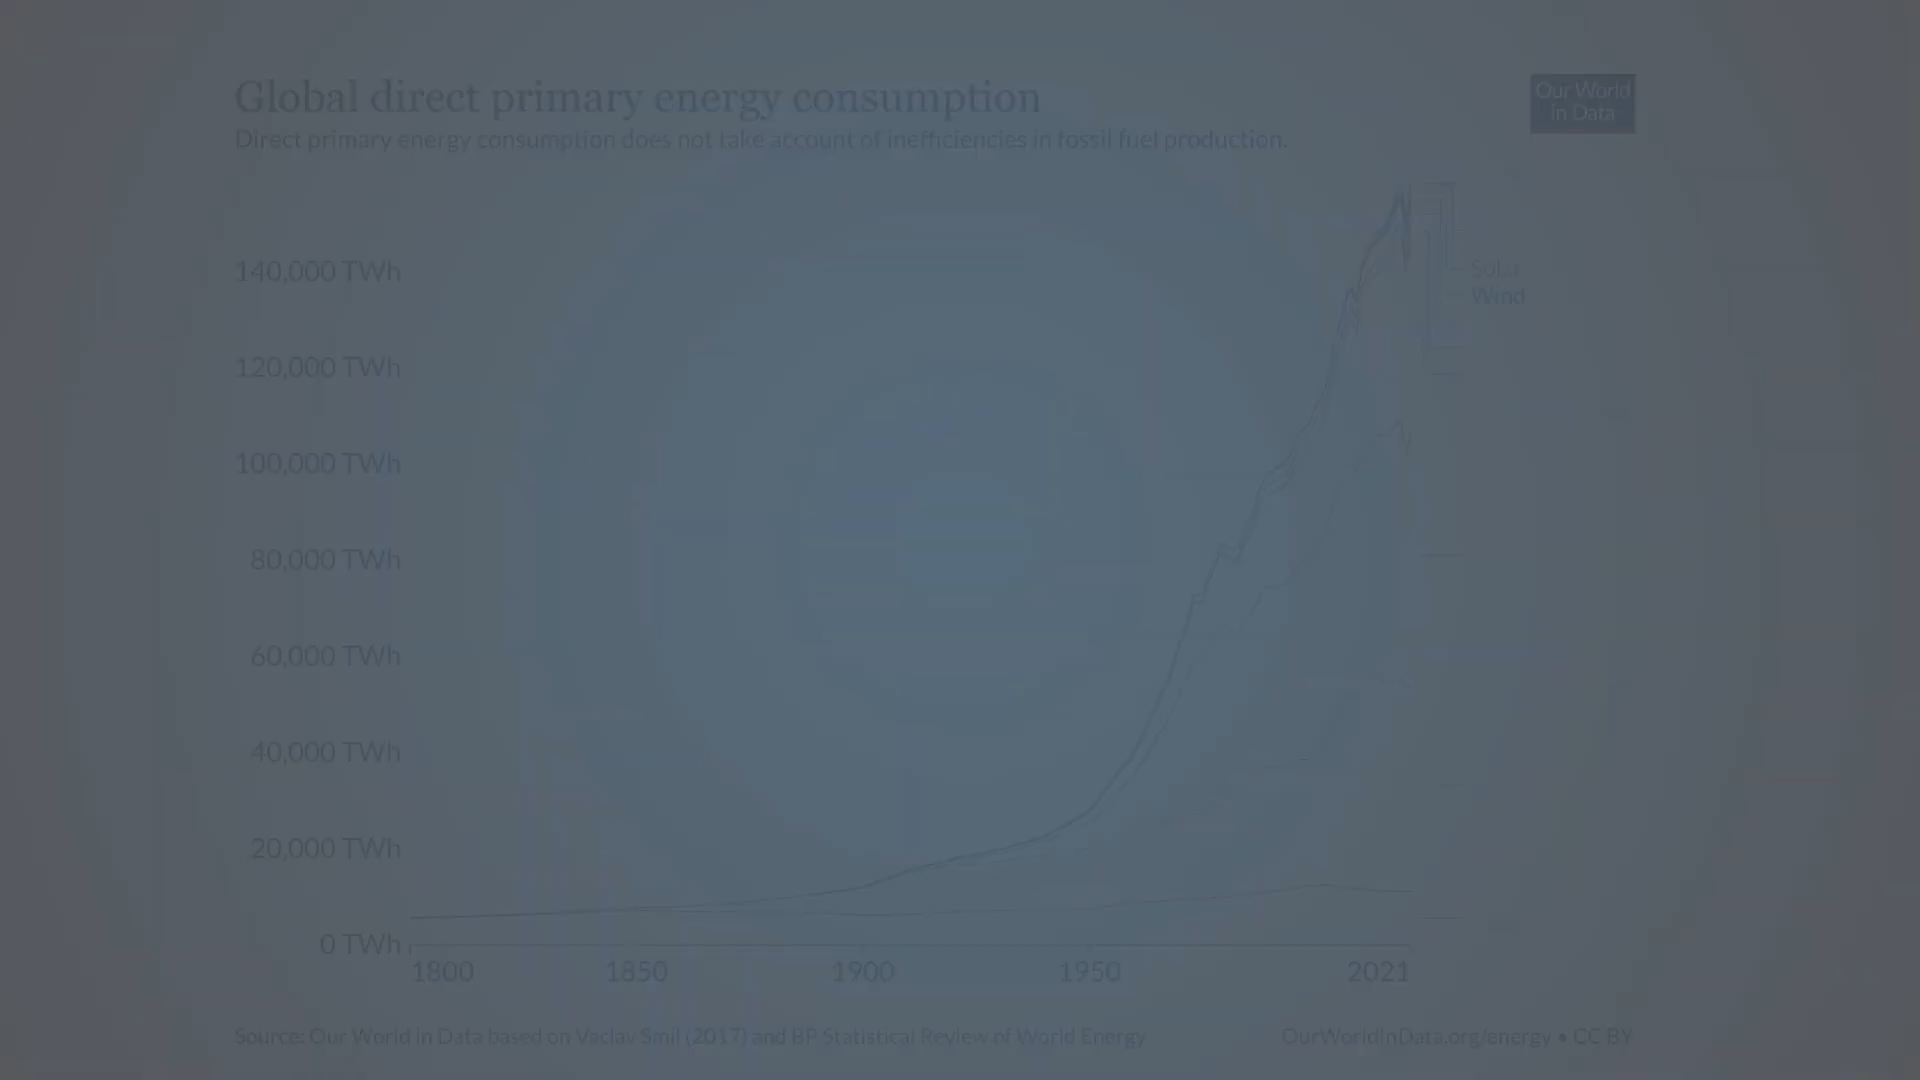 Global direct primary energy consumption
Direct primary energy consumption does not take account of inefficiencies in fossil fuel production.
Our World
in Data
140,000 TWh
120,000 TWh
100,000 TWh
80,000 TWh
60,000 TWh
40,000 TWh
20,000 TWh
0 TWh
Solar
Wind
1800
1850
1900
1950
2021
Source: Our World in Data based on Vaclav Smil (2017) and BP Statistical Review of World Energy
OurWorldInData.org/energy • CC BY